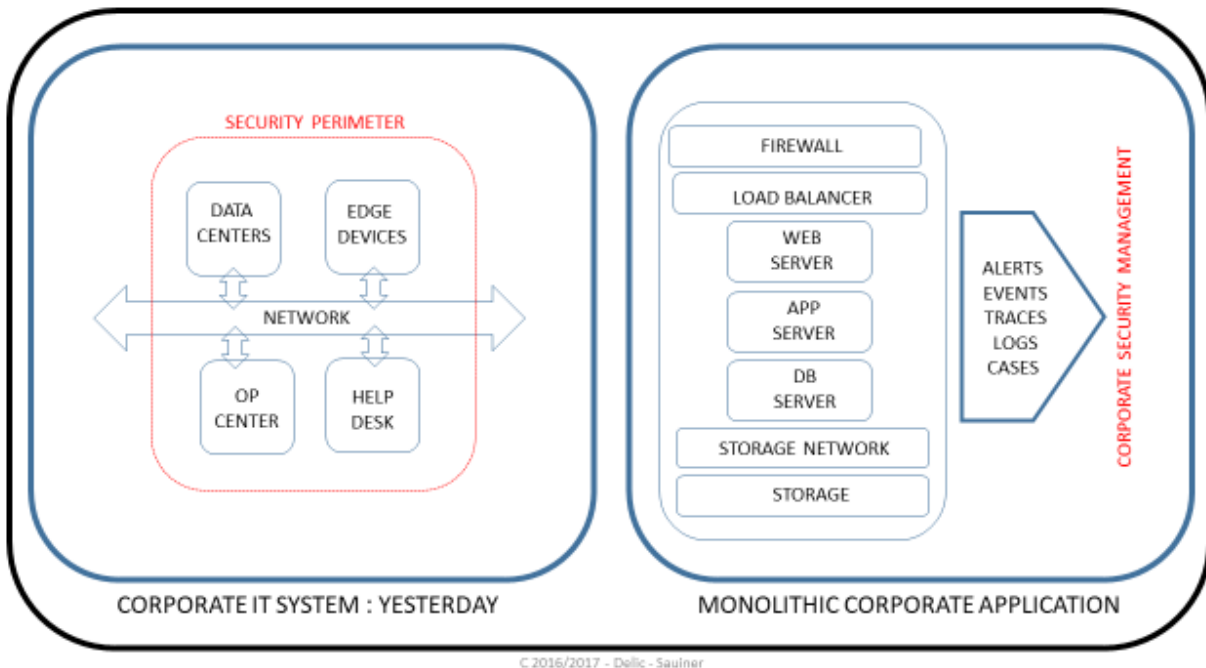 SECURITY PERIMETER
DATA
CENTERS
EDGE
DEVICES
NETWORK
OP
CENTER
HELP
DESK
CORPORATE IT SYSTEM : YESTERDAY
FIREWALL
LOAD BALANCER
WEB
SERVER
APP
SERVER
DB
SERVER
STORAGE NETWORK
STORAGE
ALERTS
EVENTS
TRACES
LOGS
CASES
CORPORATE SECURITY MANAGEMENT
MONOLITHIC CORPORATE APPLICATION
C 2016/2017 - Delic - Sauiner